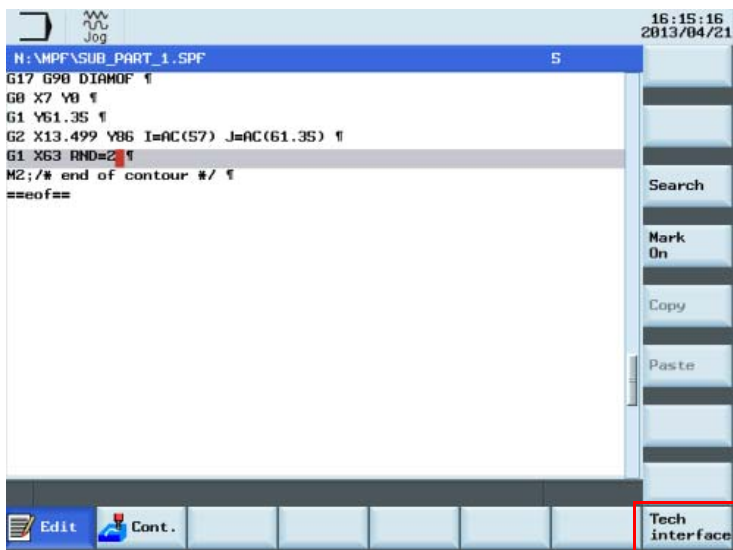 Jog
16:15:16
2013/04/21
N:\MPF\SUB_PART_1.SPF 5
G17 G90 DIAMOF ¶
G0 X7 Y0 ¶
G1 Y61.35 ¶
G2 X13.499 Y86 I=AC(57) J=AC(61.35) ¶
G1 X63 RND=2 ¶
M2;/# end of contour #/ ¶
==eof==
Search
Mark
On
Copy
Paste
Edit
Cont.
Tech
interface